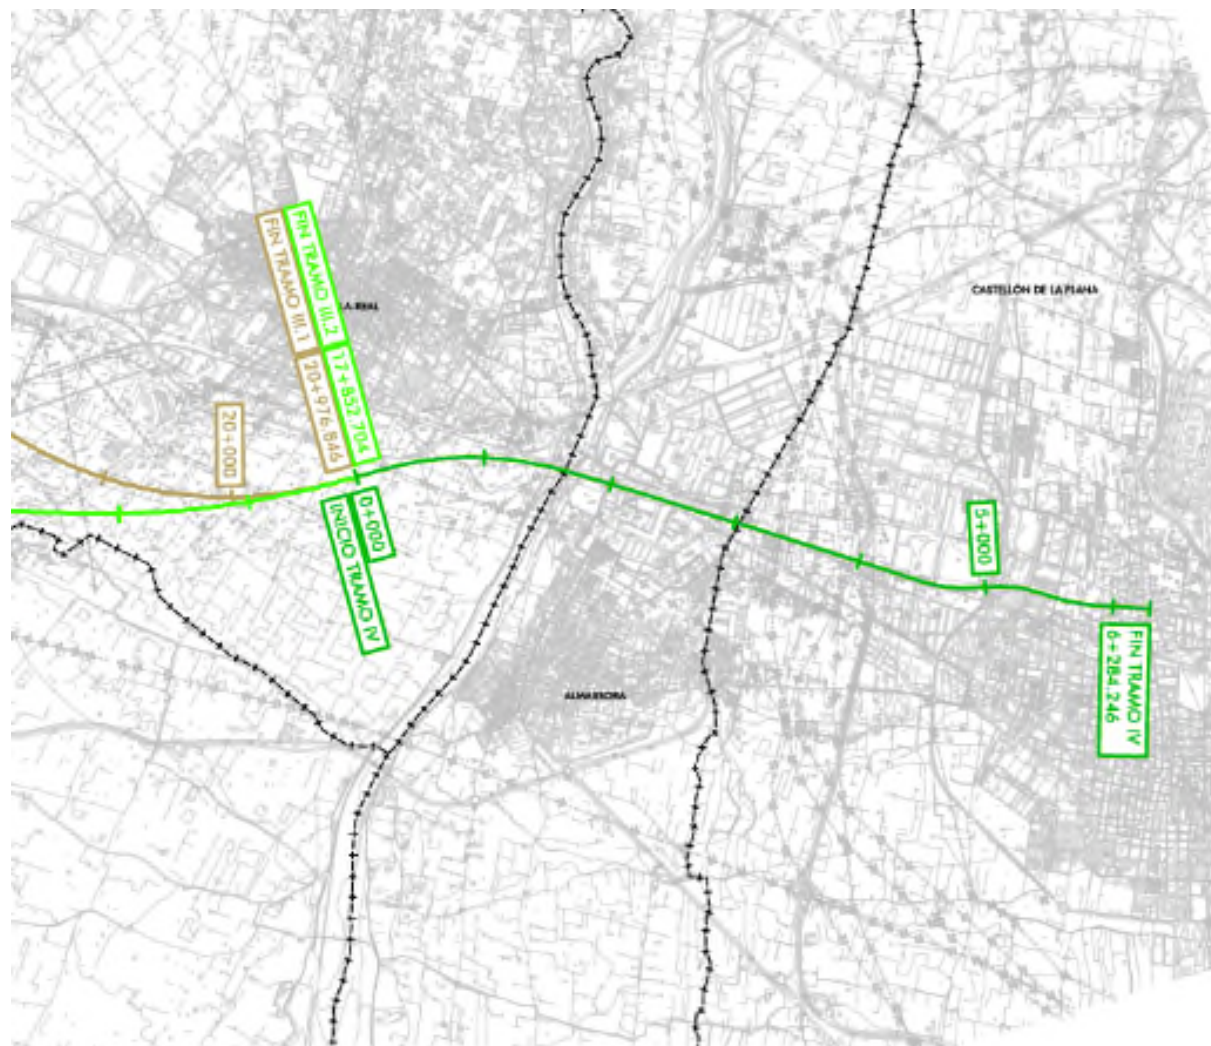 FIN TRAMO III.2
17+852.704
FIN TRAMO III.1
20+976.846
LA-REAL
CASTELLÓN DE LA PLANA
20+000
0+000
INICIO TRAMO IV
5+000
FIN TRAMO IV
6+284.246
ALMASSORA